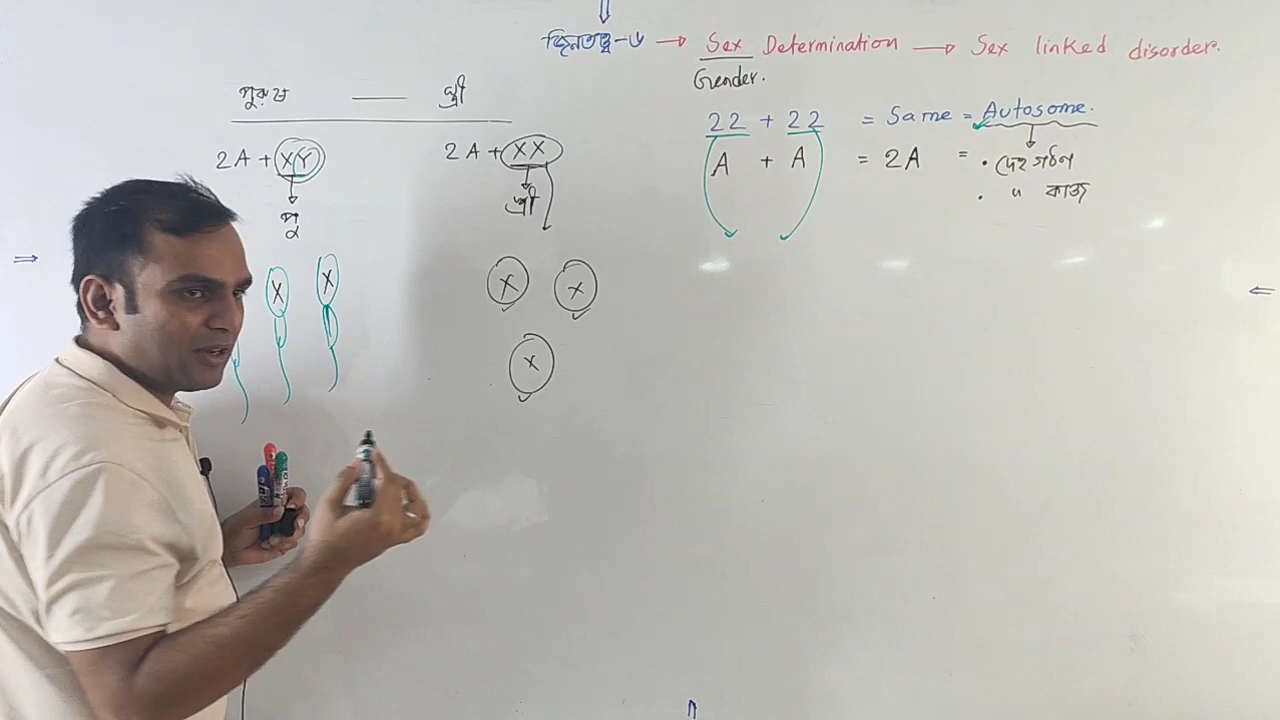 জিনতত্ত্ব-৬ → Sex Determination → Sex linked disorder.
Gender.
পুরুষ — স্ত্রী
2A + XY
2A + XX
পু
স্ত্রী
X X
X X
X
22 + 22 = Same = Autosome.
A + A = 2A = • দেহ গঠন
• " কাজ